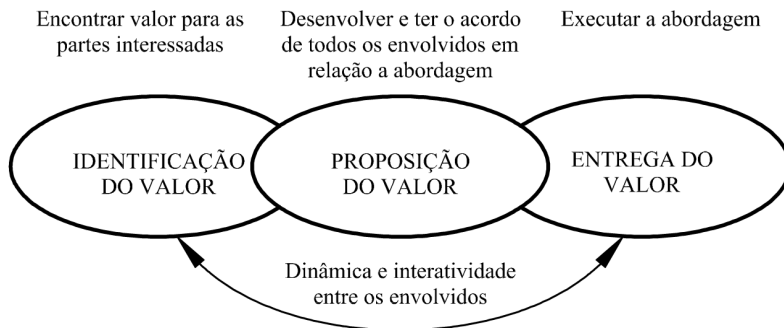 Encontrar valor para as
partes interessadas
Desenvolver e ter o acordo
de todos os envolvidos em
relação a abordagem
Executar a abordagem
IDENTIFICAÇÃO
DO VALOR
PROPOSIÇÃO
DO VALOR
ENTREGA DO
VALOR
Dinâmica e interatividade
entre os envolvidos